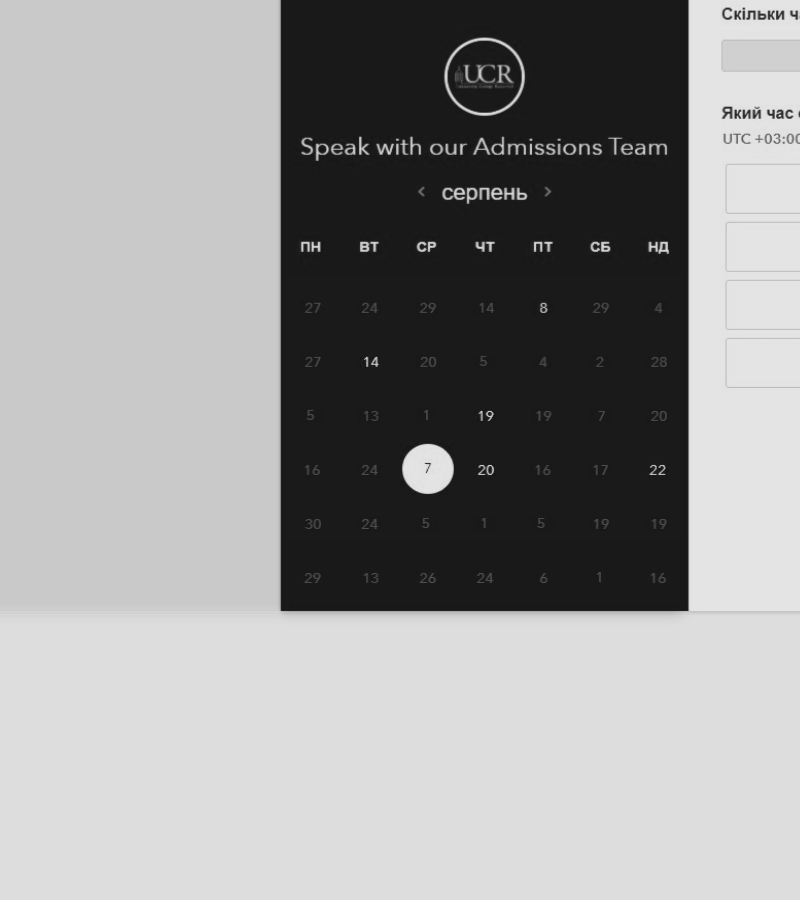 UCR
Speak with our Admissions Team
< серпень >
Скільки
Який час
UTC +03:00
ПН ВТ СР ЧТ ПТ СБ НД
27 24 29 14 8 29 4
27 14 20 5 4 2 28
5 13 1 19 19 7 20
16 24 7 20 16 17 22
30 24 5 1 5 19 19
29 13 26 24 6 1 16